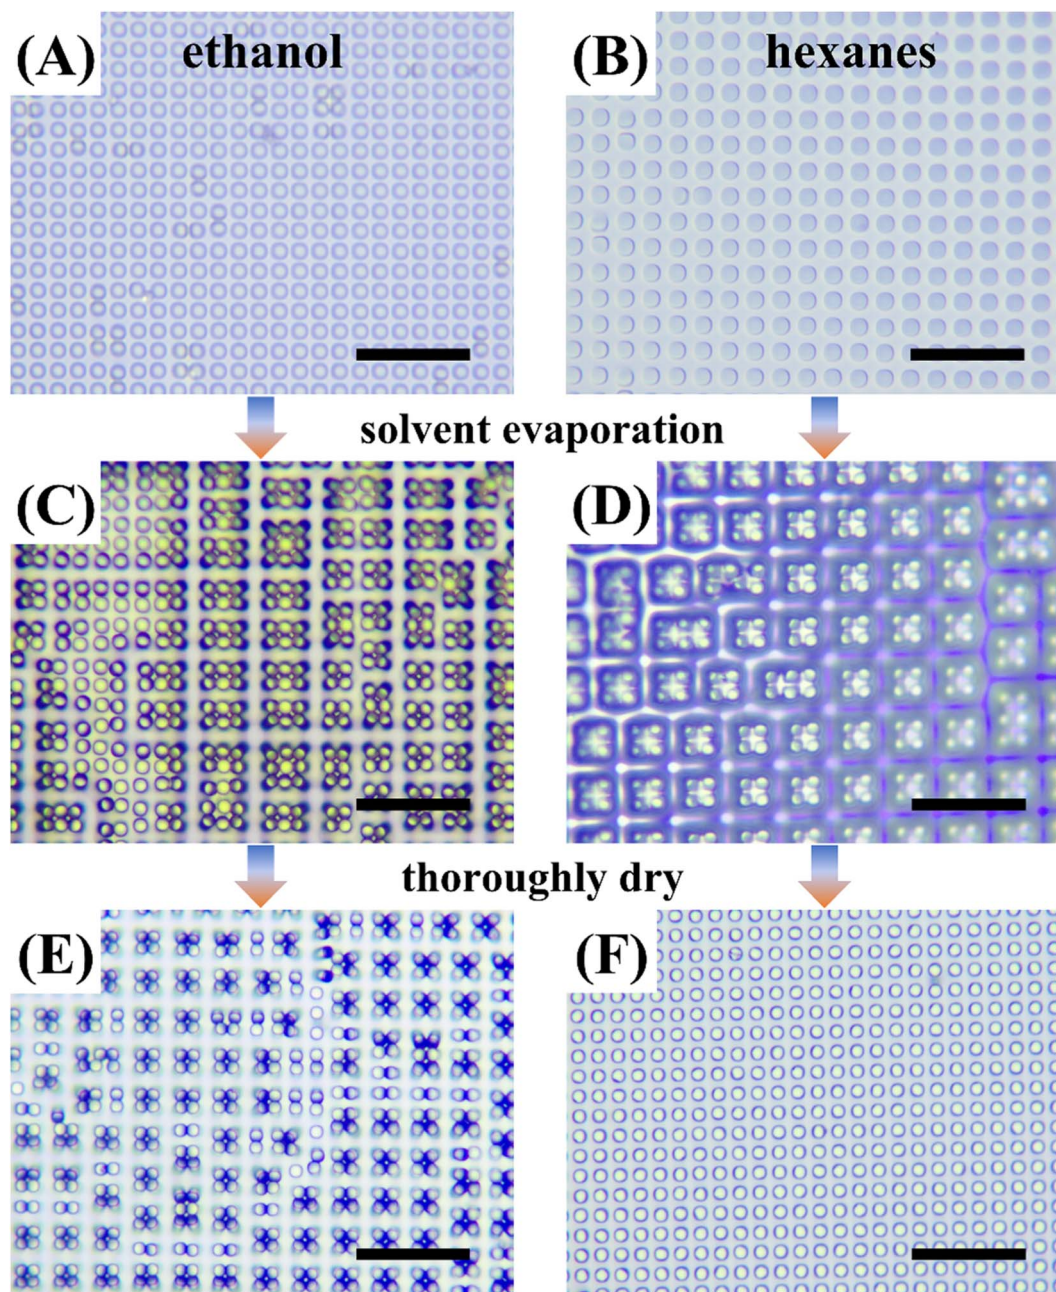 (A) ethanol
(B) hexanes
solvent evaporation
(C)
(D)
thoroughly dry
(E)
(F)